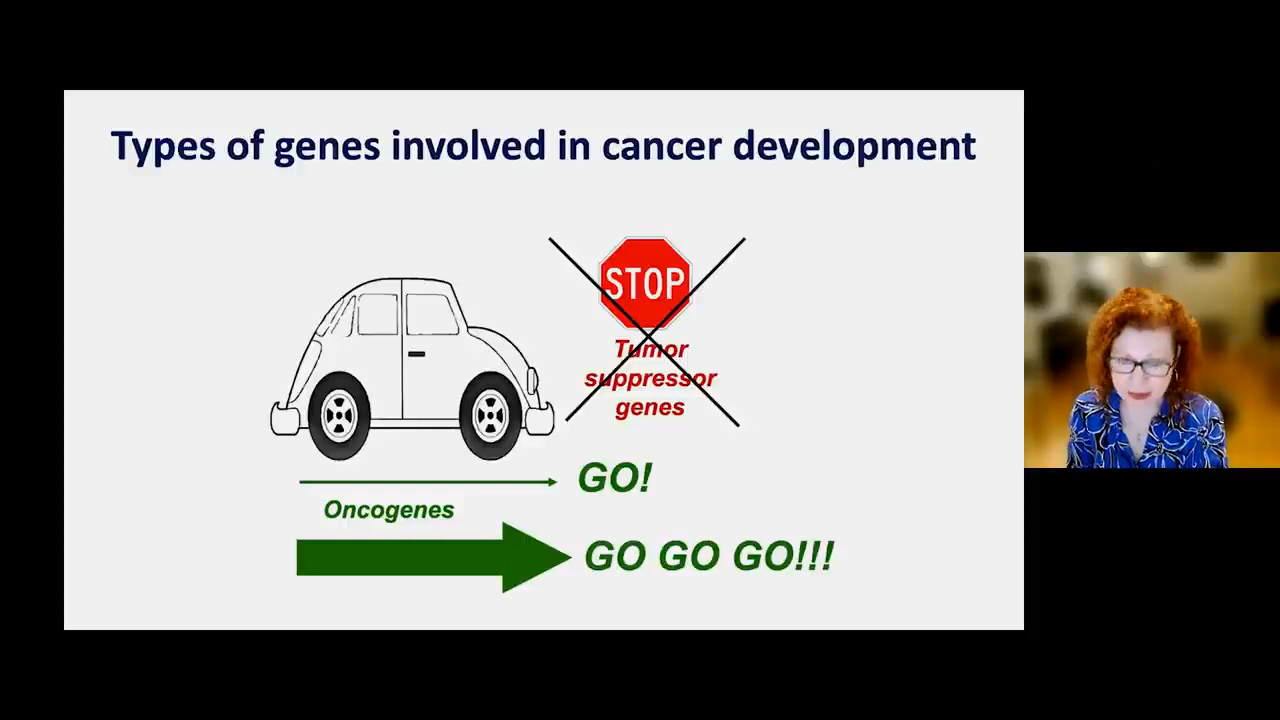 Types of genes involved in cancer development
STOP
Tumor
suppressor
genes
GO!
Oncogenes
GO GO GO!!!